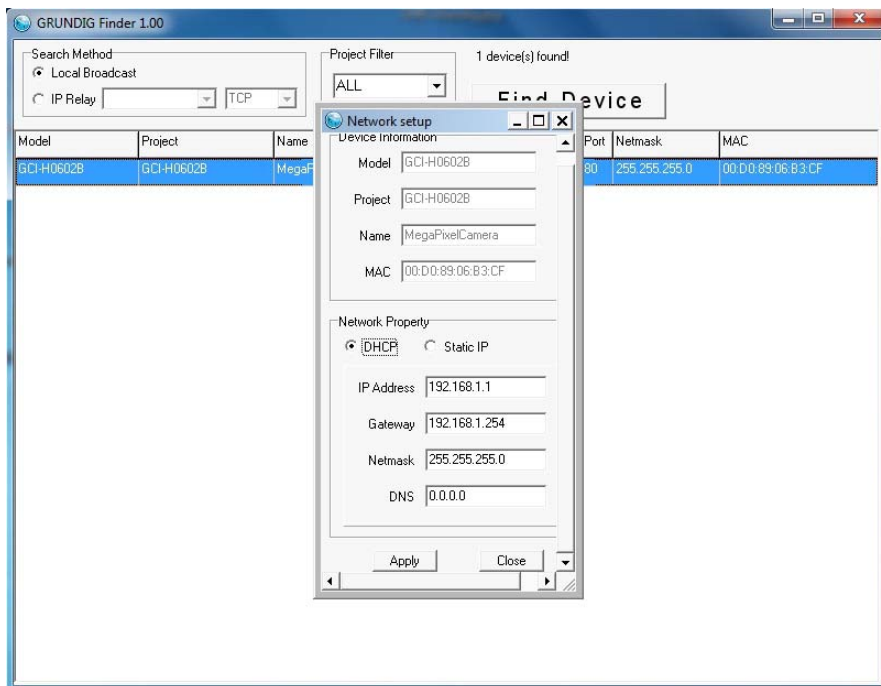 GRUNDIG Finder 1.00
Search Method
Local Broadcast
IP Relay
TCP
Project Filter
ALL
1 device(s) found!
Find Device
Model Project Name Port Netmask MAC
GCI-H0602B GCI-H0602B 80 255.255.255.0 00:D0:89:06:B3:CF
Network setup
Device Information
Model GCI-H0602B
Project GCI-H0602B
Name MegaPixelCamera
MAC 00:D0:89:06:B3:CF
Network Property
DHCP Static IP
IP Address 192.168.1.1
Gateway 192.168.1.254
Netmask 255.255.255.0
DNS 0.0.0.0
Apply Close